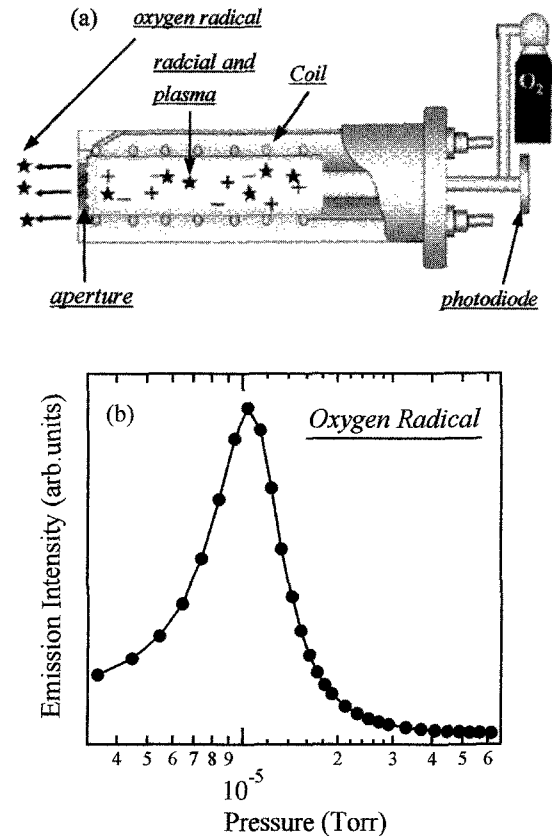 (a)
oxygen radical
radcial and
plasma
Coil
O2
aperture
photodiode
(b)
Oxygen Radical
Emission Intensity (arb.units)
4 5 6 7 8 9 2 3 4 5 6
10-5
Pressure (Torr)